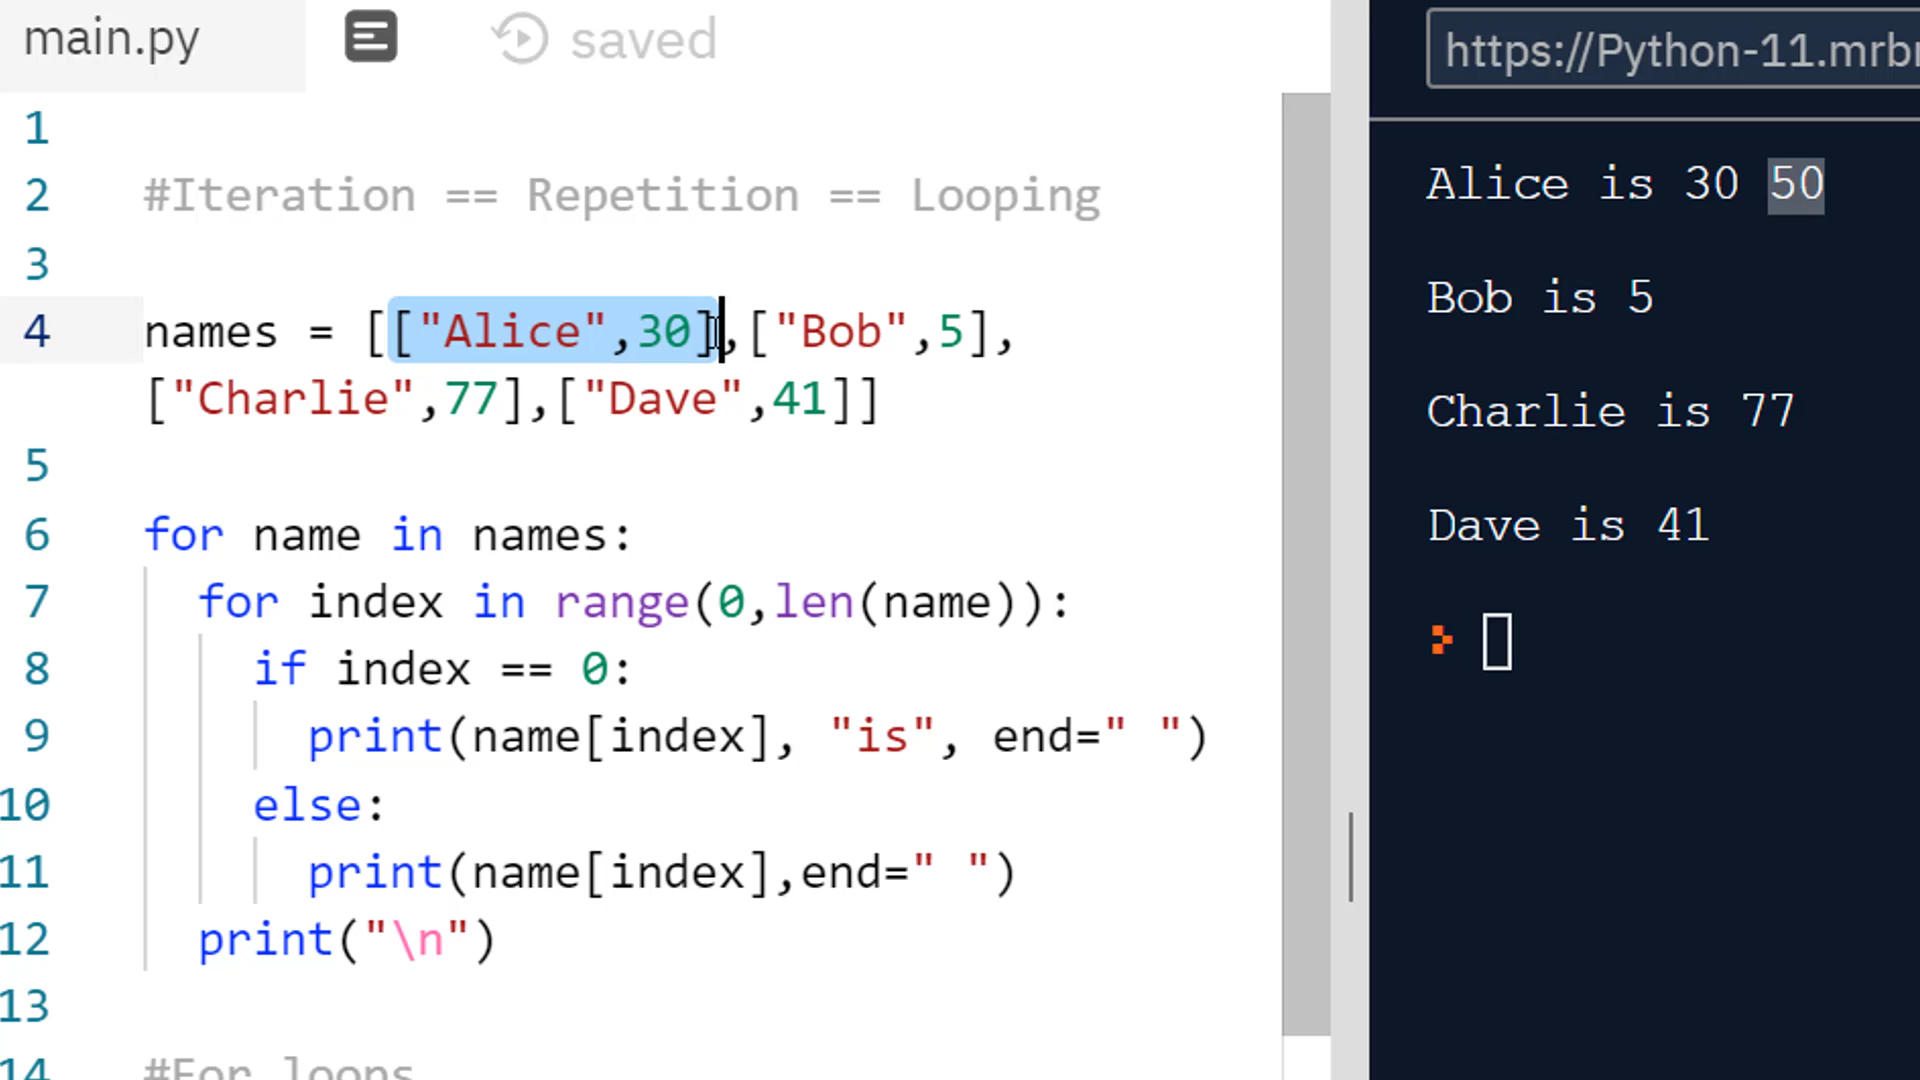 main.py
saved
https://Python-11.mrbr
1
2 #Iteration == Repetition == Looping
3
4 names = [["Alice",30],["Bob",5],
["Charlie",77],["Dave",41]]
5
6 for name in names:
7 for index in range(0,len(name)):
8 if index == 0:
9 print(name[index], "is", end=" ")
10 else:
11 print(name[index],end=" ")
12 print("\n")
13
14 #For loops
Alice is 30 50
Bob is 5
Charlie is 77
Dave is 41